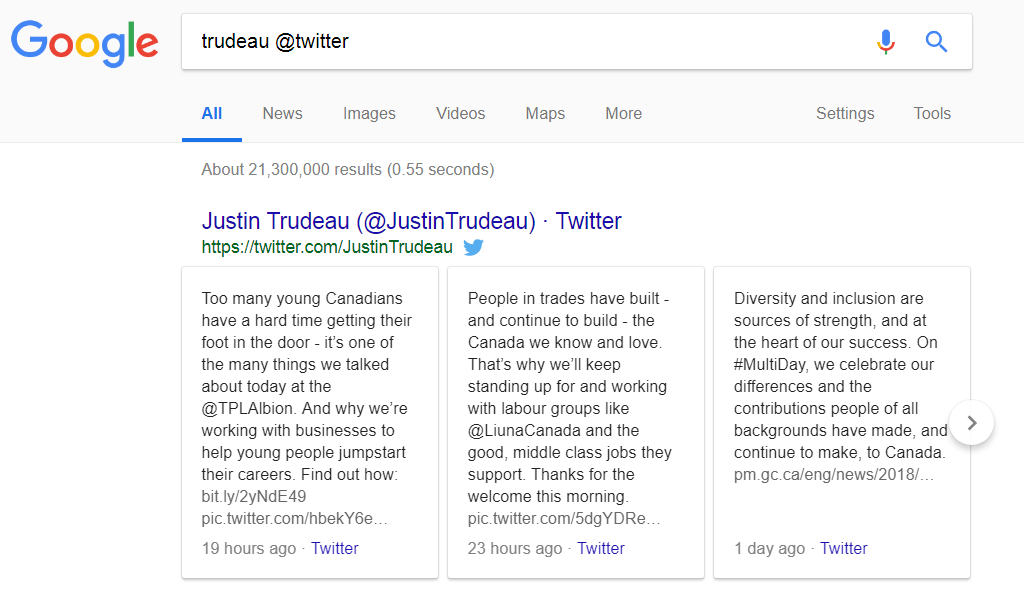 Google
trudeau @twitter
All News Images Videos Maps More Settings Tools
About 21,300,000 results (0.55 seconds)
Justin Trudeau (@JustinTrudeau) · Twitter
https://twitter.com/JustinTrudeau
Too many young Canadians
have a hard time getting their
foot in the door - it’s one of
the many things we talked
about today at the
@TPLAlbion. And why we’re
working with businesses to
help young people jumpstart
their careers. Find out how:
bit.ly/2yNdE49
pic.twitter.com/hbekY6e…
19 hours ago · Twitter
People in trades have built -
and continue to build - the
Canada we know and love.
That’s why we’ll keep
standing up for and working
with labour groups like
@LiunaCanada and the
good, middle class jobs they
support. Thanks for the
welcome this morning.
pic.twitter.com/5dgYDRe…
23 hours ago · Twitter
Diversity and inclusion are
sources of strength, and at
the heart of our success. On
#MultiDay, we celebrate our
differences and the
contributions people of all
backgrounds have made, and
continue to make, to Canada.
pm.gc.ca/eng/news/2018/…
1 day ago · Twitter